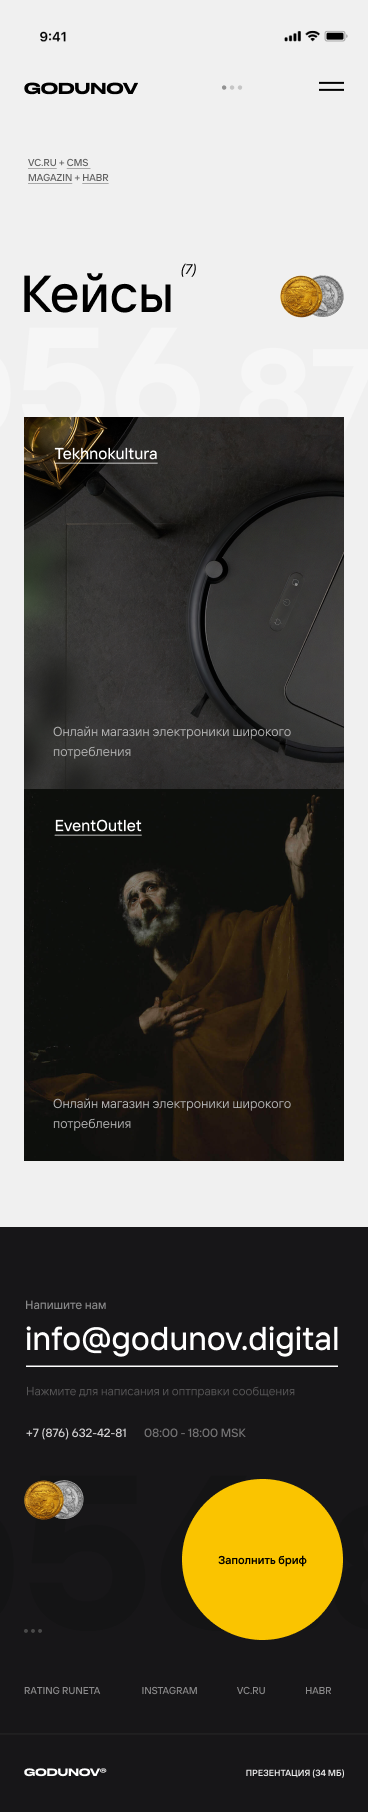 9:41
GODUNOV
VC.RU + CMS
MAGAZIN + HABR
Кейсы (7)
056 87
Tekhnokultura
Онлайн магазин электроники широкого
потребления
EventOutlet
Онлайн магазин электроники широкого
потребления
Напишите нам
info@godunov.digital
Нажмите для написания и оптправки сообщения
+7 (876) 632-42-81 08:00 - 18:00 MSK
056
Заполнить бриф
RATING RUNETA INSTAGRAM VC.RU HABR
GODUNOV® ПРЕЗЕНТАЦИЯ (34 МБ)